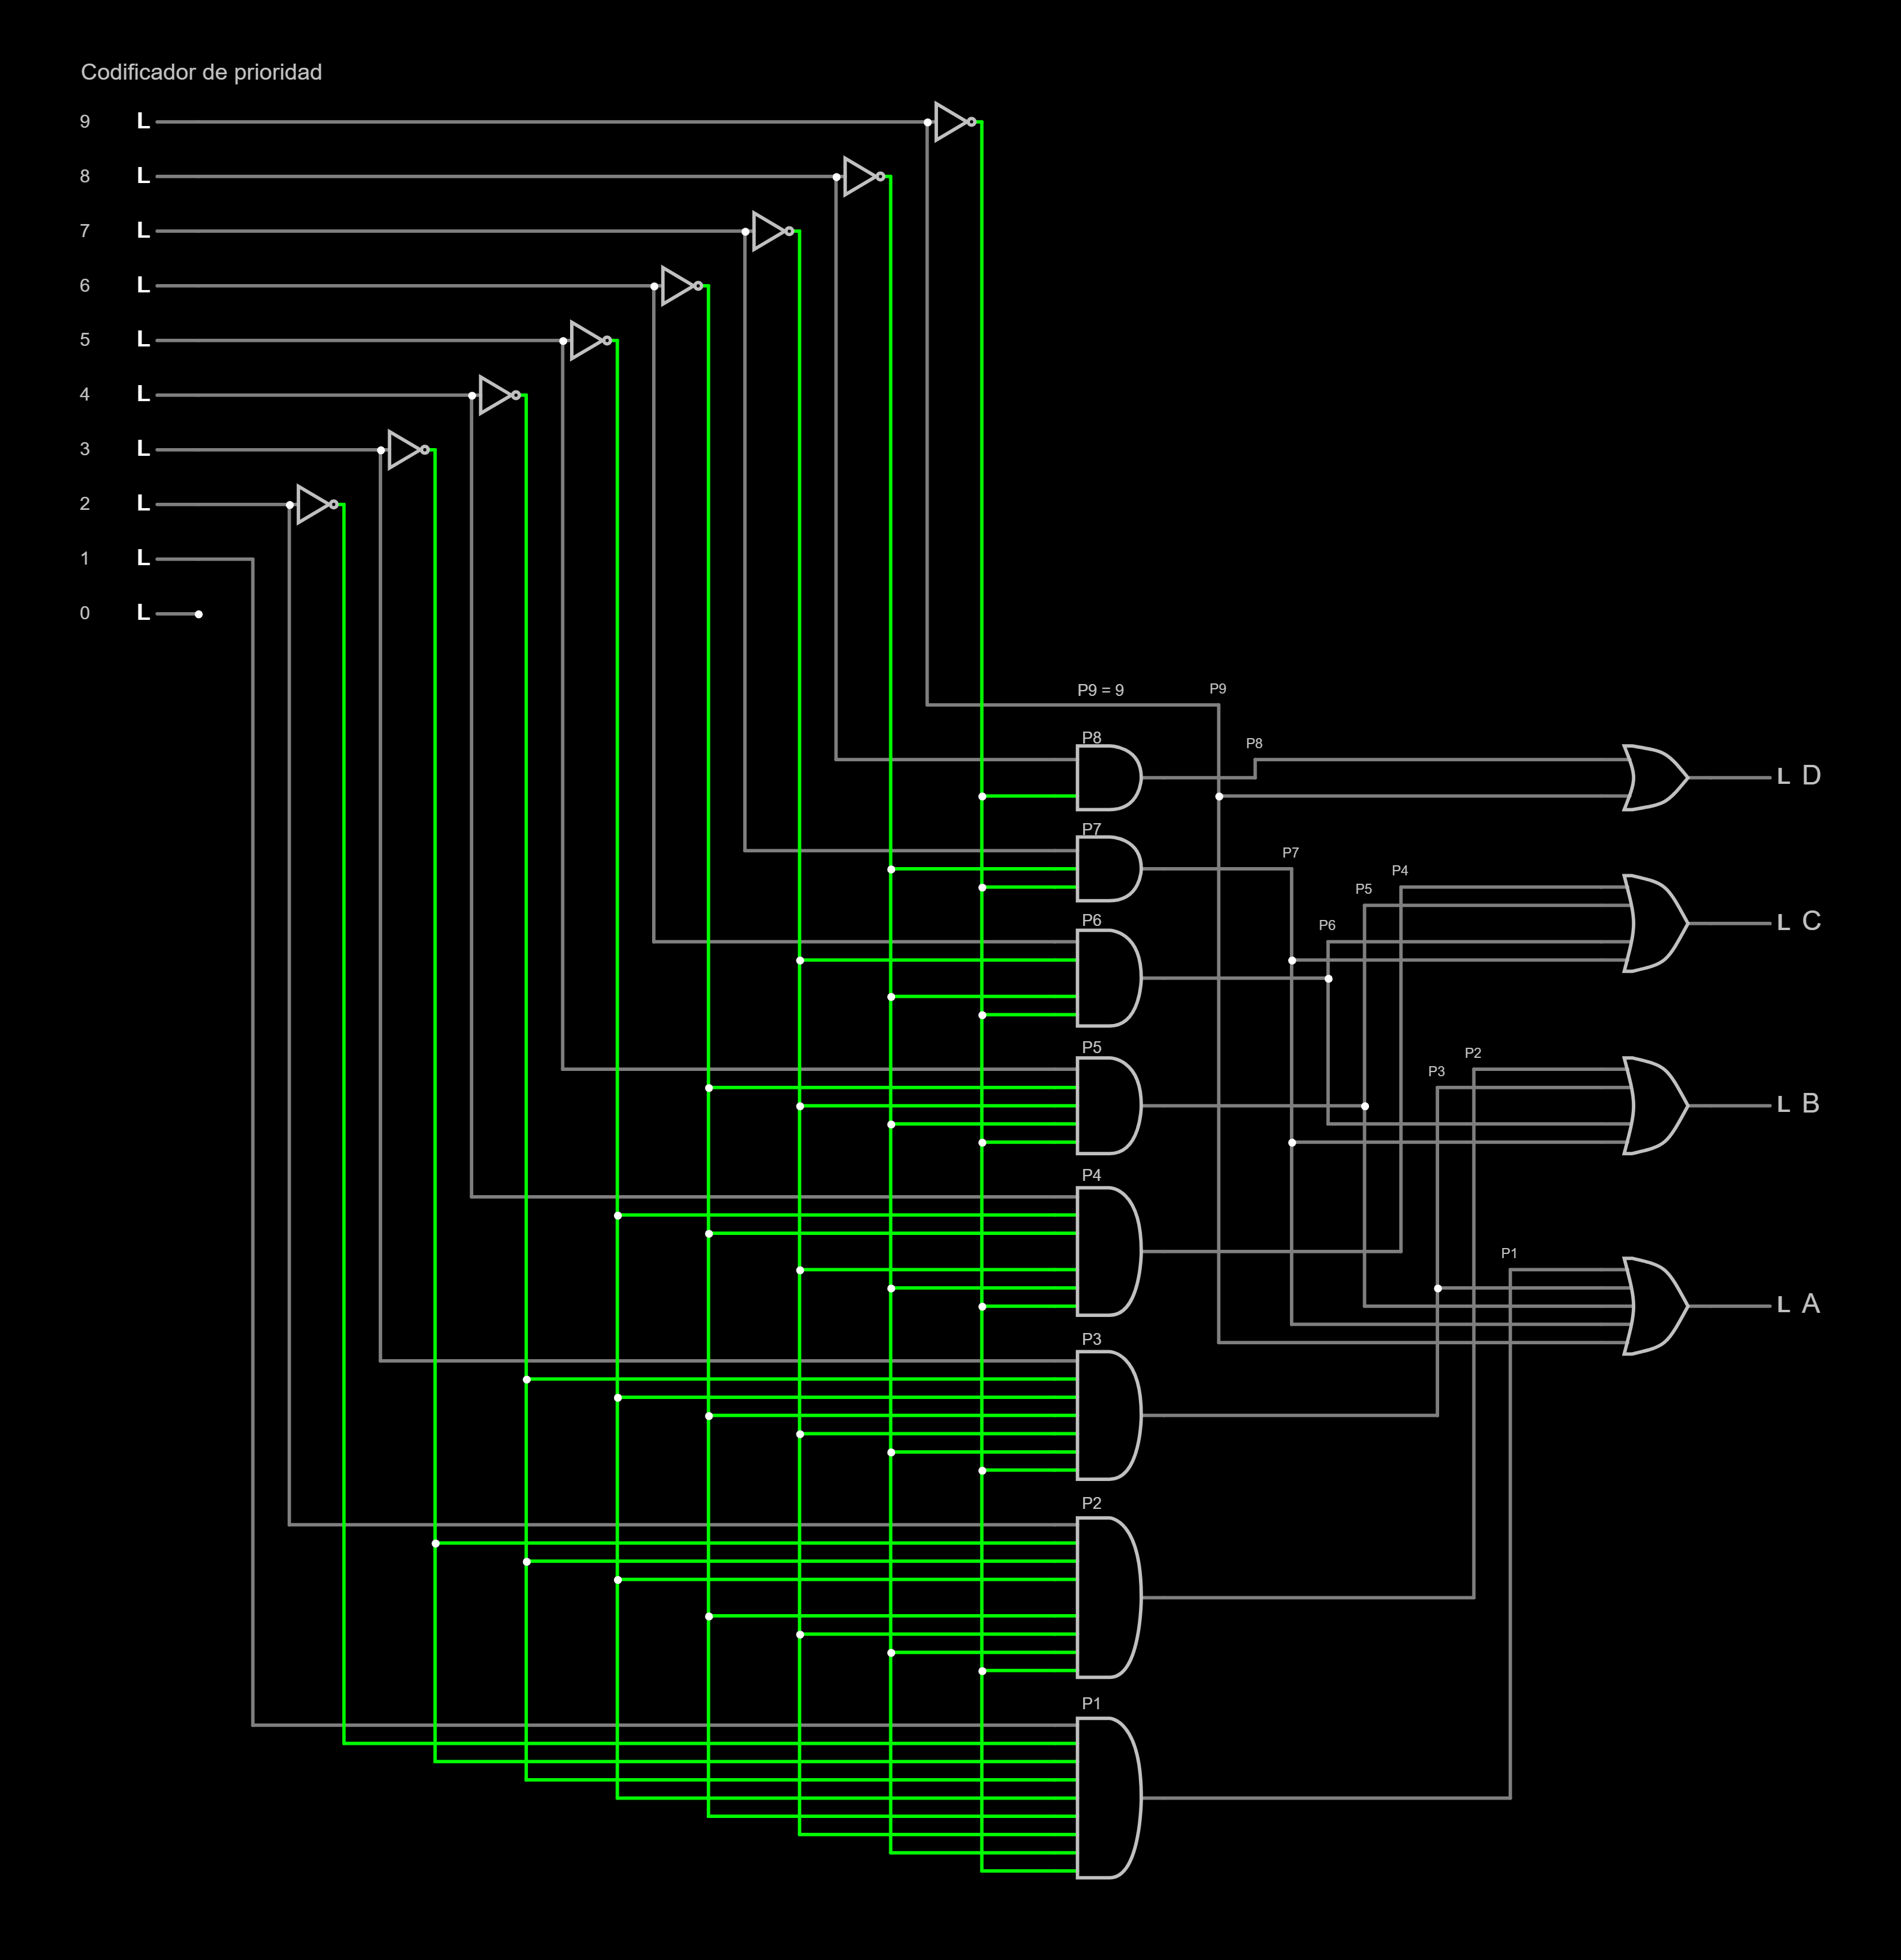 Codificador de prioridad
9 L
8 L
7 L
6 L
5 L
4 L
3 L
2 L
1 L
0 L
P9 = 9
P9
P8
P8
L D
P7
P7
P4
P5
P6
P6
L C
P5
P2
P3
L B
P4
P1
L A
P3
P2
P1